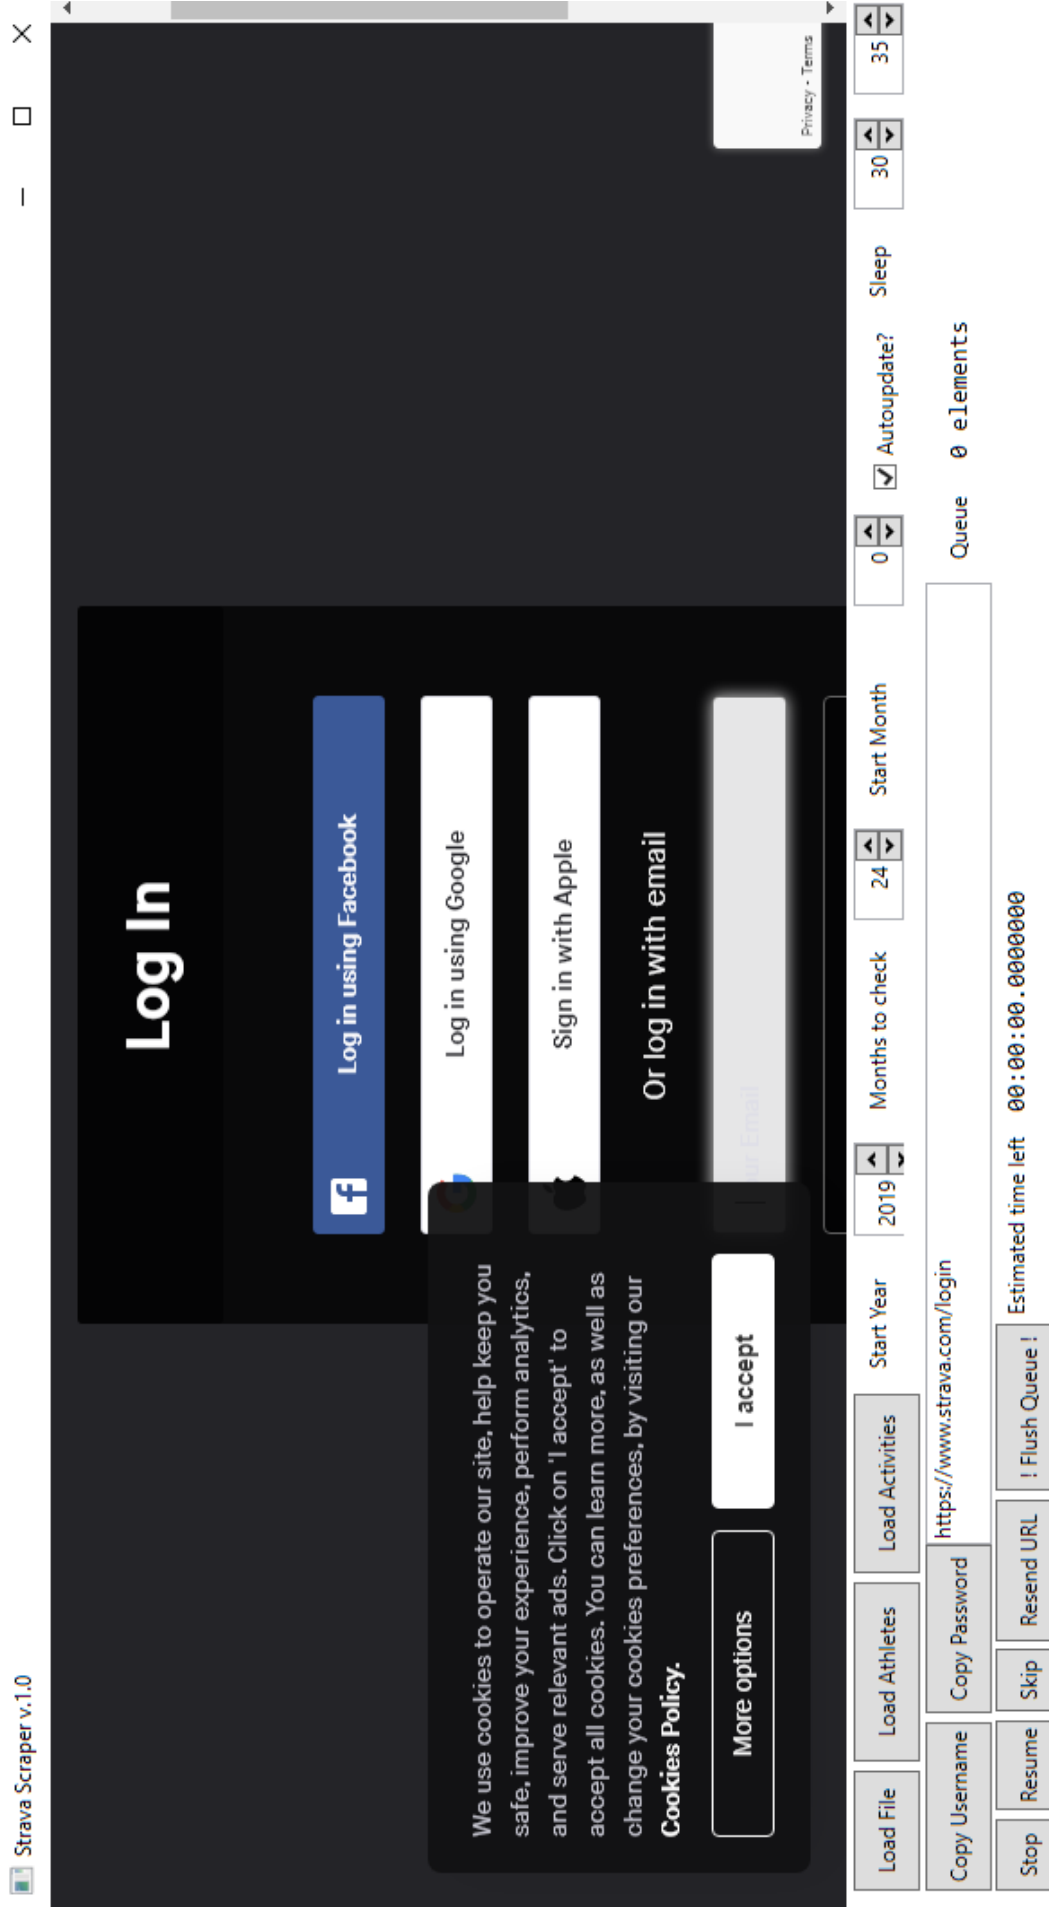 Strava Scraper v.1.0
Log In
Log in using Facebook
Log in using Google
Sign in with Apple
Or log in with email
Your Email
We use cookies to operate our site, help keep you
safe, improve your experience, perform analytics,
and serve relevant ads. Click on 'I accept' to
accept all cookies. You can learn more, as well as
change your cookies preferences, by visiting our
Cookies Policy.
More options
I accept
Privacy - Terms
Load File
Load Athletes
Load Activities
Start Year
2019
Months to check
24
Start Month
0
Autoupdate?
Sleep
30
35
Copy Username
Copy Password
https://www.strava.com/login
Queue
0 elements
Stop
Resume
Skip
Resend URL
! Flush Queue !
Estimated time left
00:00:00.0000000